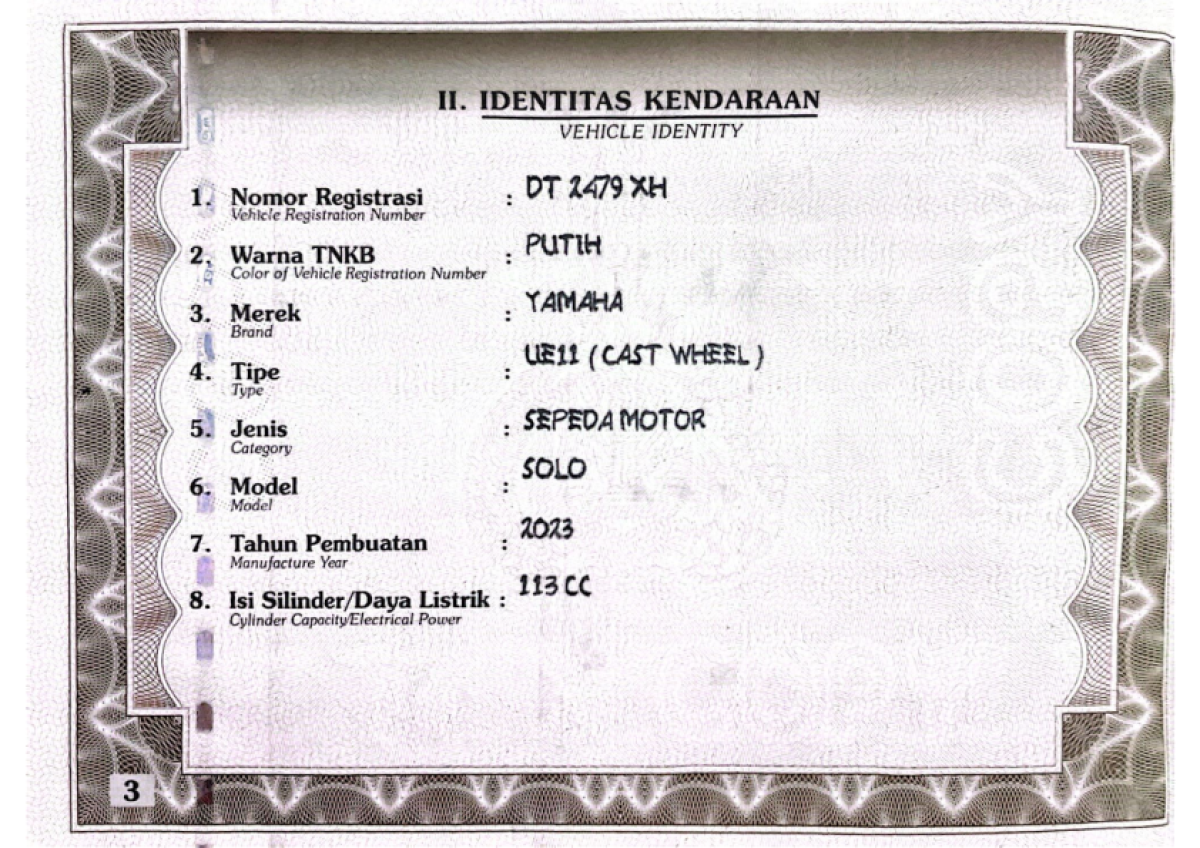 II. IDENTITAS KENDARAAN
VEHICLE IDENTITY
1. Nomor Registrasi : DT 2479 XH
Vehicle Registration Number
2. Warna TNKB : PUTIH
Color of Vehicle Registration Number
3. Merek : YAMAHA
Brand
4. Tipe : UE11 ( CAST WHEEL )
Type
5. Jenis : SEPEDA MOTOR
Category
6. Model : SOLO
Model
7. Tahun Pembuatan : 2023
Manufacture Year
8. Isi Silinder/Daya Listrik : 113 CC
Cylinder Capacity/Electrical Power
3